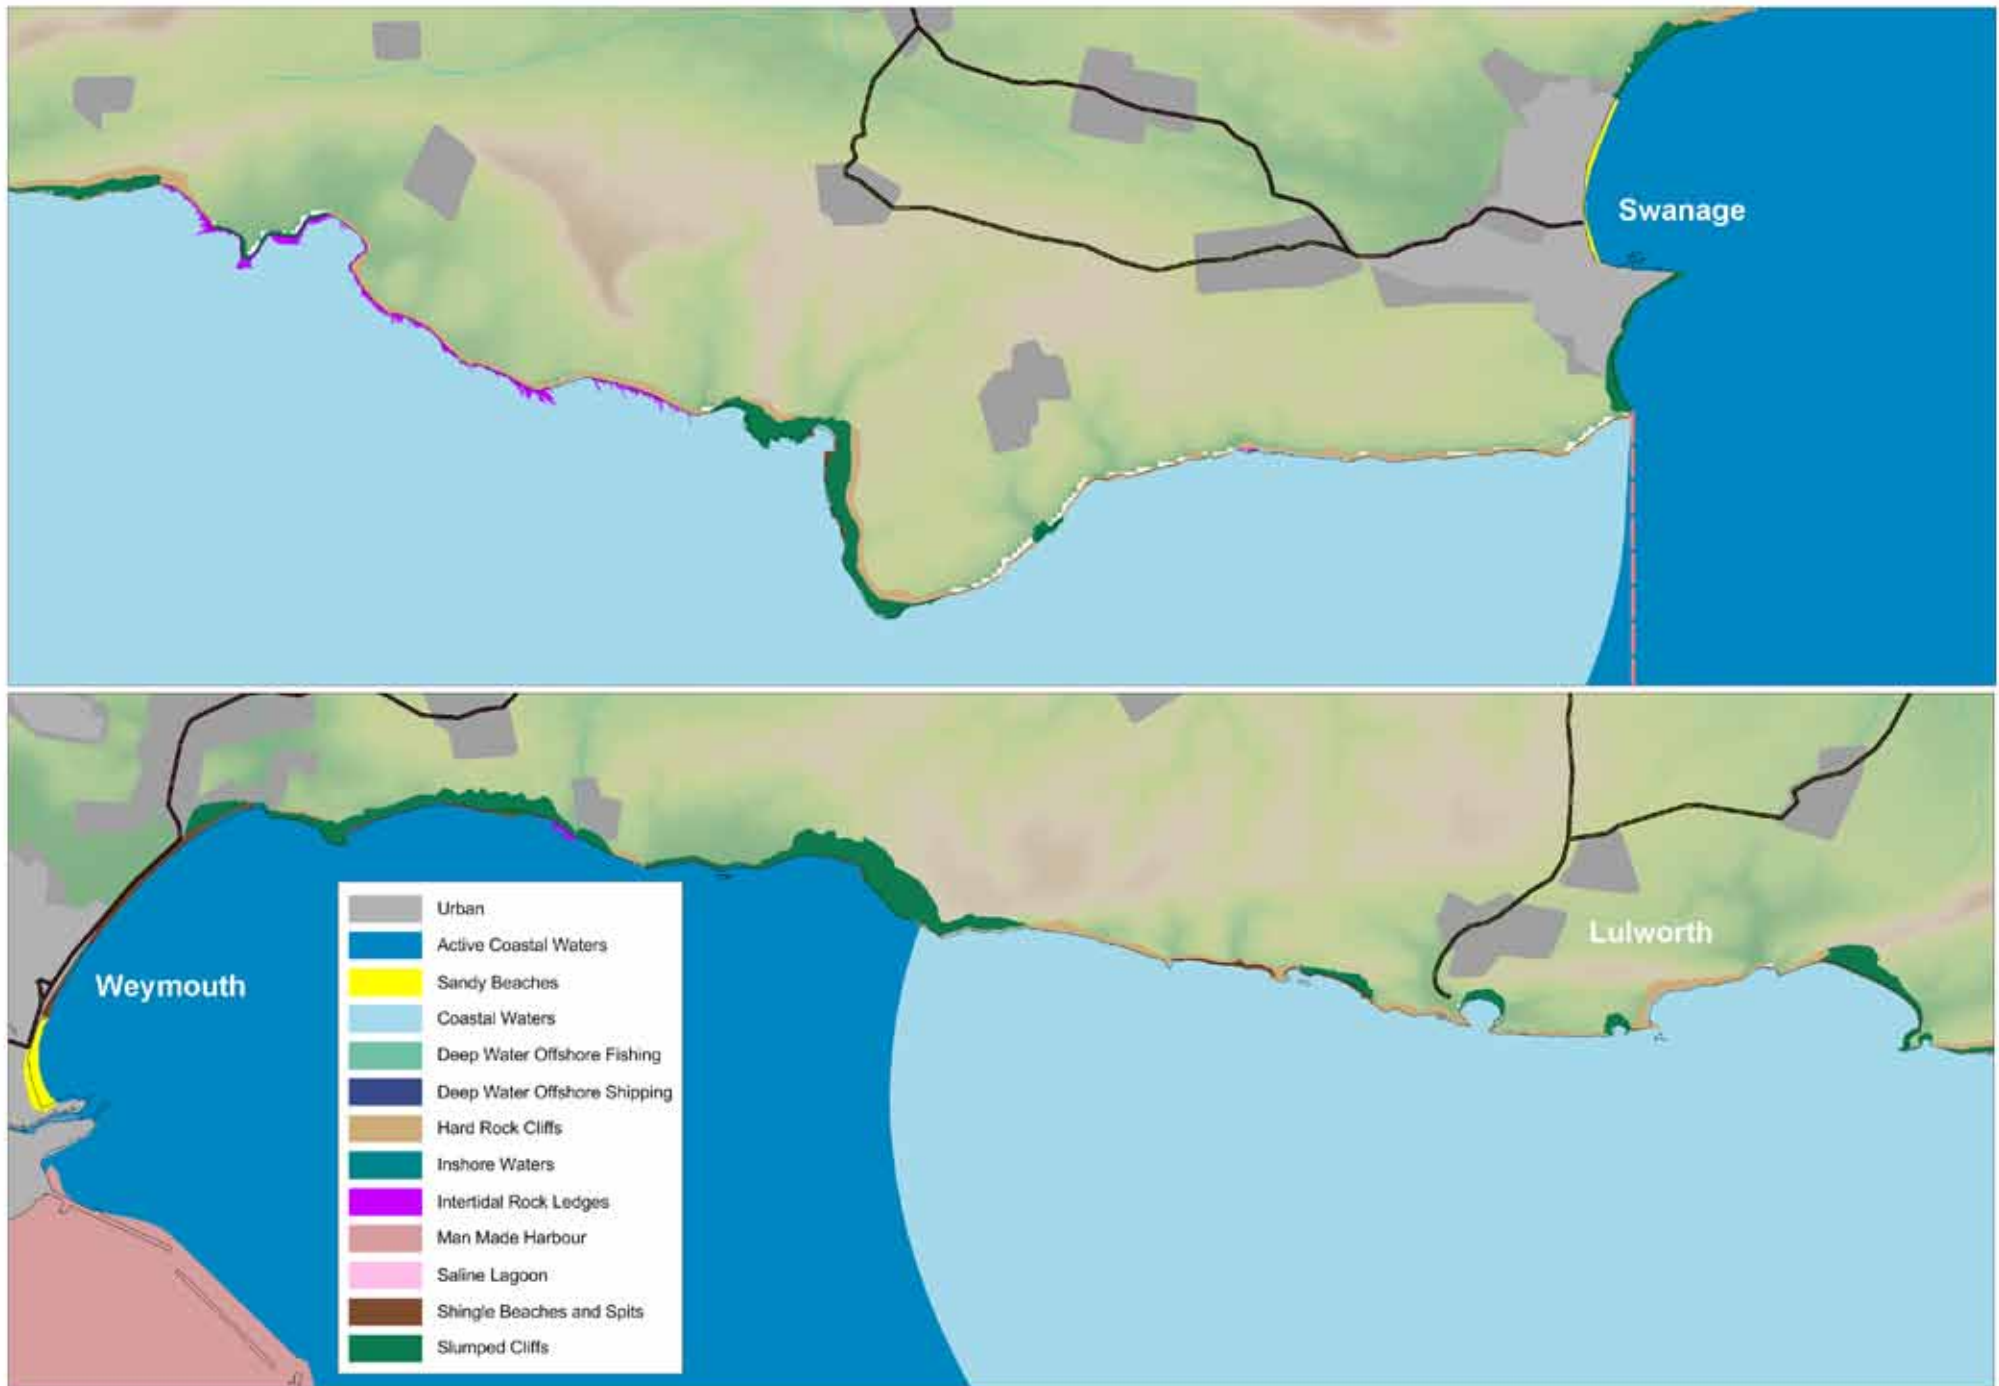 Swanage
Weymouth
Lulworth
Urban
Active Coastal Waters
Sandy Beaches
Coastal Waters
Deep Water Offshore Fishing
Deep Water Offshore Shipping
Hard Rock Cliffs
Inshore Waters
Intertidal Rock Ledges
Man Made Harbour
Saline Lagoon
Shingle Beaches and Spits
Slumped Cliffs